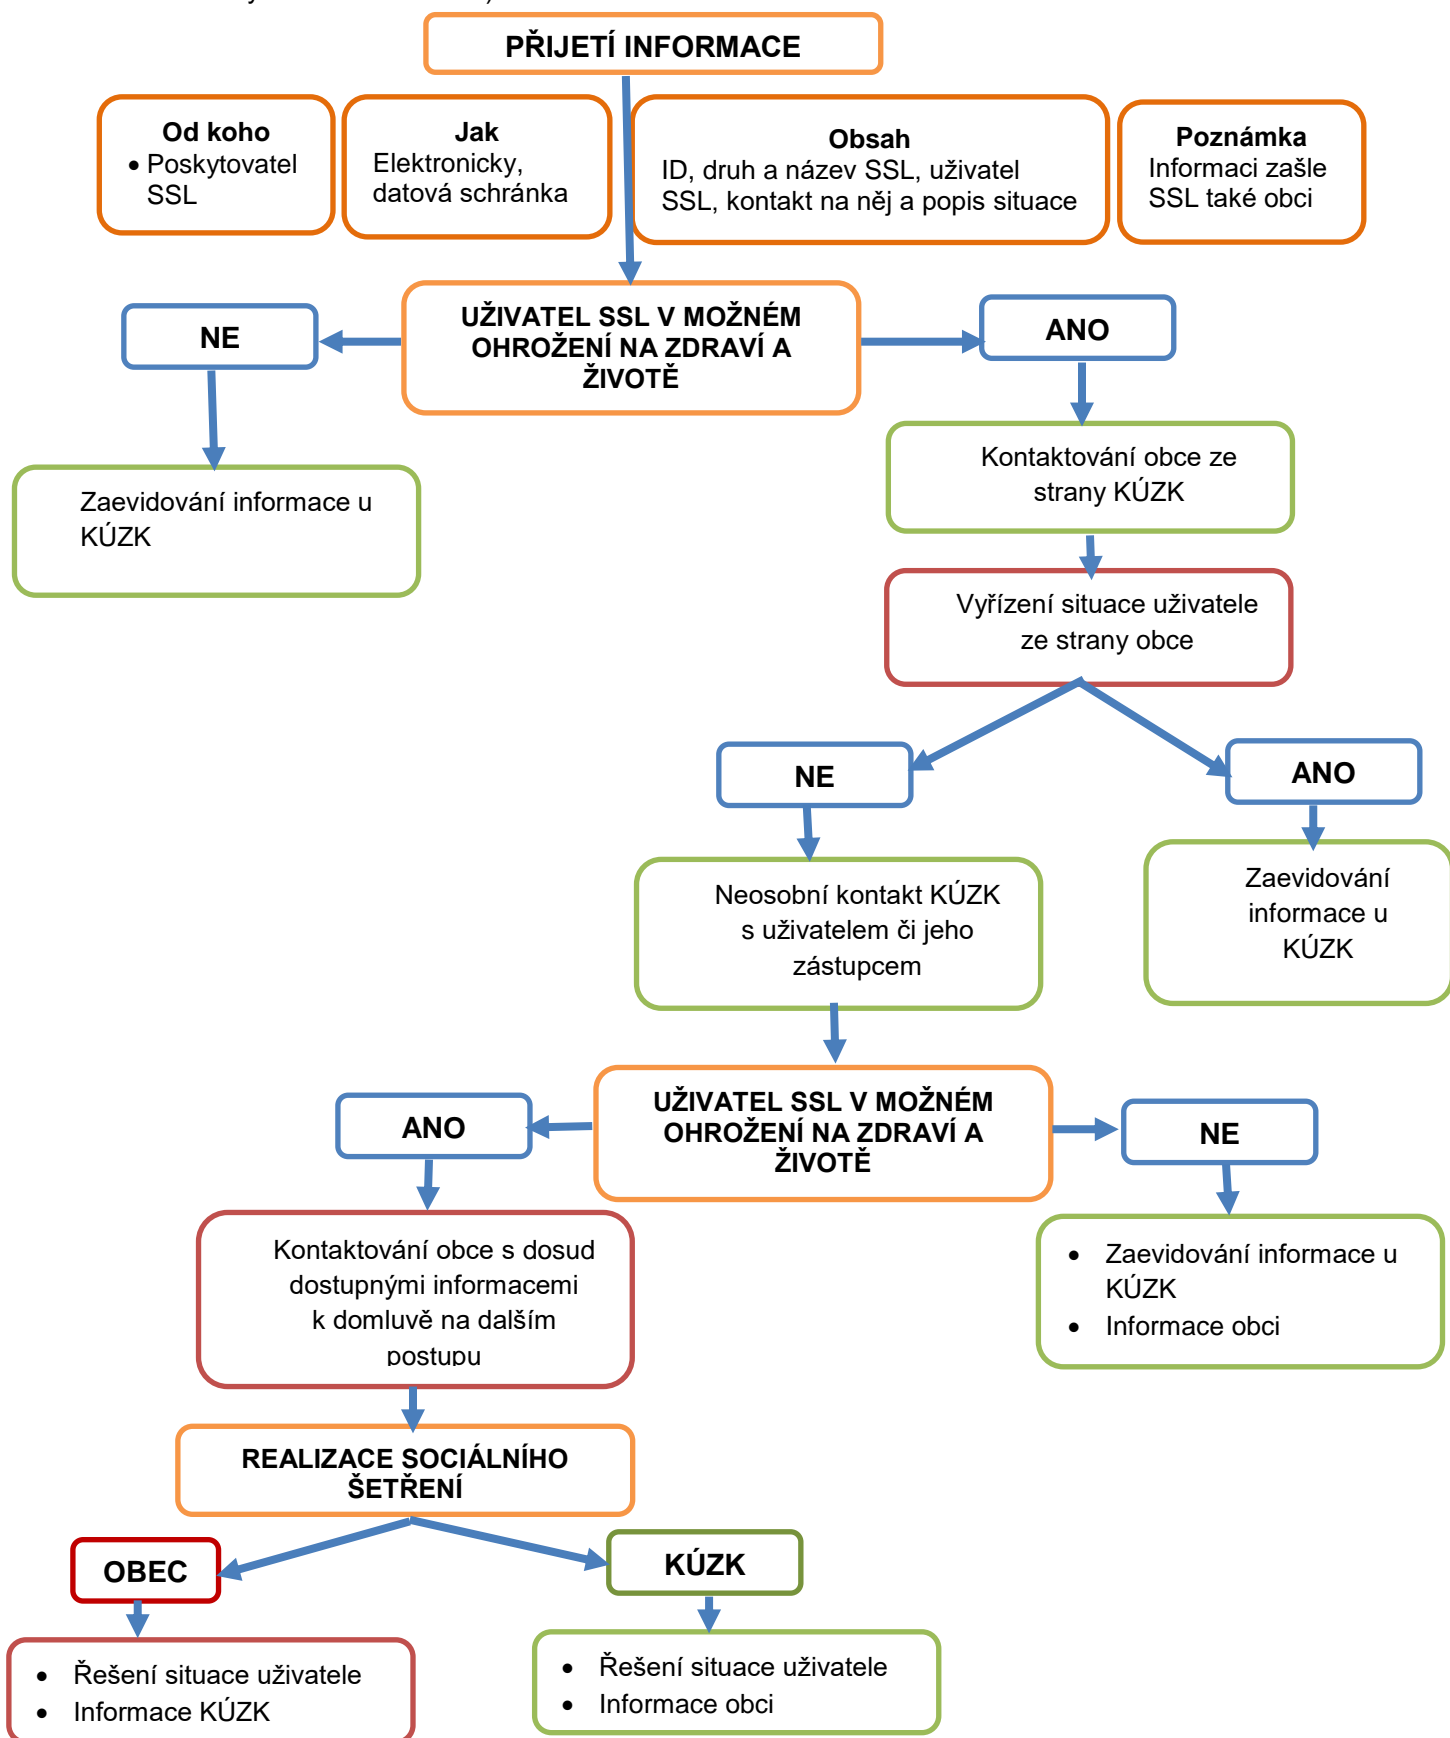 PŘIJETÍ INFORMACE
Od koho
• Poskytovatel
SSL
Jak
Elektronicky,
datová schránka
Obsah
ID, druh a název SSL, uživatel
SSL, kontakt na něj a popis situace
Poznámka
Informaci zašle
SSL také obci
UŽIVATEL SSL V MOŽNÉM
OHROŽENÍ NA ZDRAVÍ A
ŽIVOTĚ
NE
ANO
Zaevidování informace u
KÚZK
Kontaktování obce ze
strany KÚZK
Vyřízení situace uživatele
ze strany obce
NE
ANO
Neosobní kontakt KÚZK
s uživatelem či jeho
zástupcem
Zaevidování
informace u
KÚZK
UŽIVATEL SSL V MOŽNÉM
OHROŽENÍ NA ZDRAVÍ A
ŽIVOTĚ
ANO
NE
Kontaktování obce s dosud
dostupnými informacemi
k domluvě na dalším
postupu
• Zaevidování informace u
KÚZK
• Informace obci
REALIZACE SOCIÁLNÍHO
ŠETŘENÍ
OBEC
KÚZK
• Řešení situace uživatele
• Informace KÚZK
• Řešení situace uživatele
• Informace obci